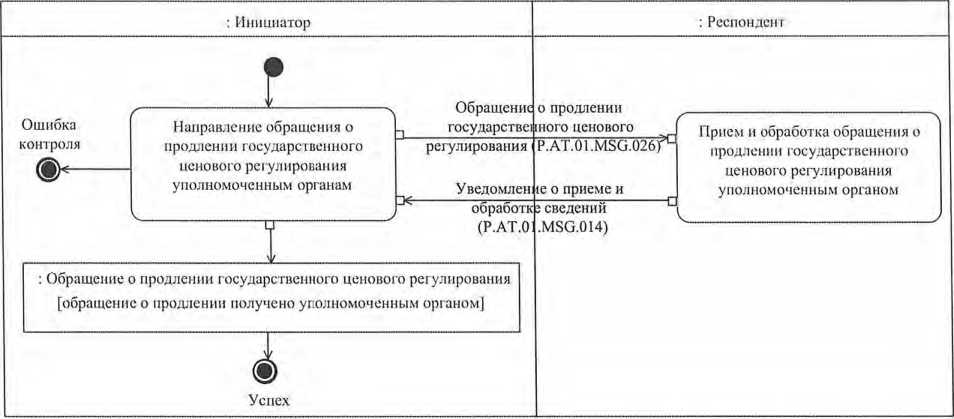 : Инициатор
: Респондент
Ошибка
контроля
Направление обращения о
продлении государственного
ценового регулирования
уполномоченным органам
Обращение о продлении
государственного ценового
регулирования (P.AT.01.MSG.026)
Уведомление о приеме и
обработке сведений
(P.AT.01.MSG.014)
Прием и обработка обращения о
продлении государственного
ценового регулирования
уполномоченным органом
: Обращение о продлении государственного ценового регулирования
[обращение о продлении получено уполномоченным органом]
Успех